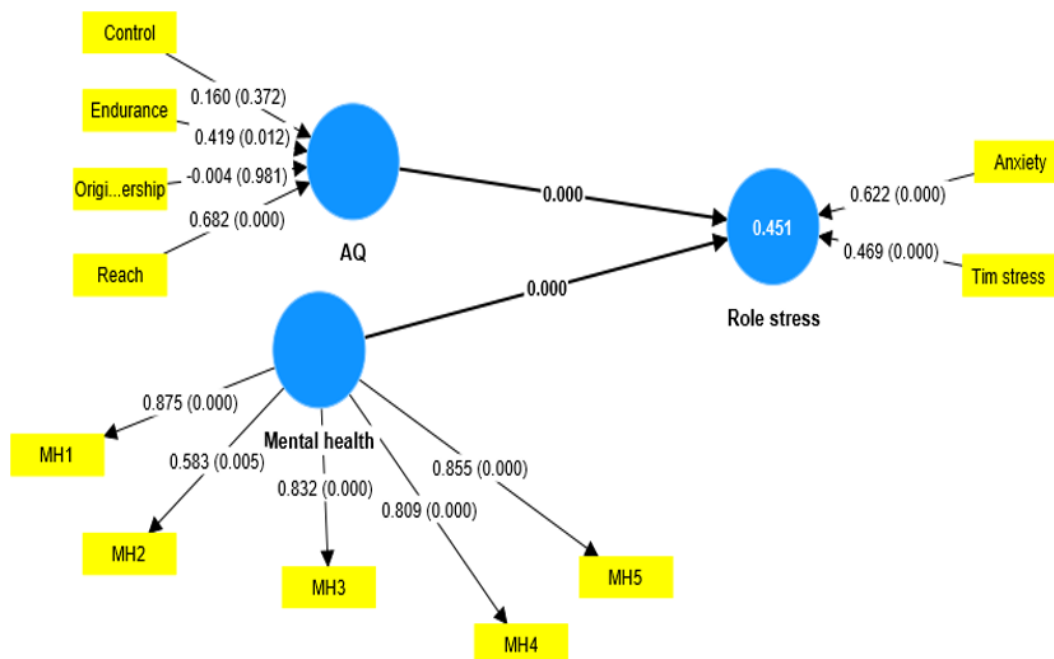 Control
0.160 (0.372)
Endurance
0.419 (0.012)
Origi...ership
-0.004 (0.981)
0.682 (0.000)
Reach
AQ
0.000
0.000
0.451
Role stress
Anxiety
0.622 (0.000)
0.469 (0.000)
Tim stress
Mental health
0.875 (0.000)
MH1
0.583 (0.005)
MH2
0.832 (0.000)
MH3
0.809 (0.000)
MH4
0.855 (0.000)
MH5